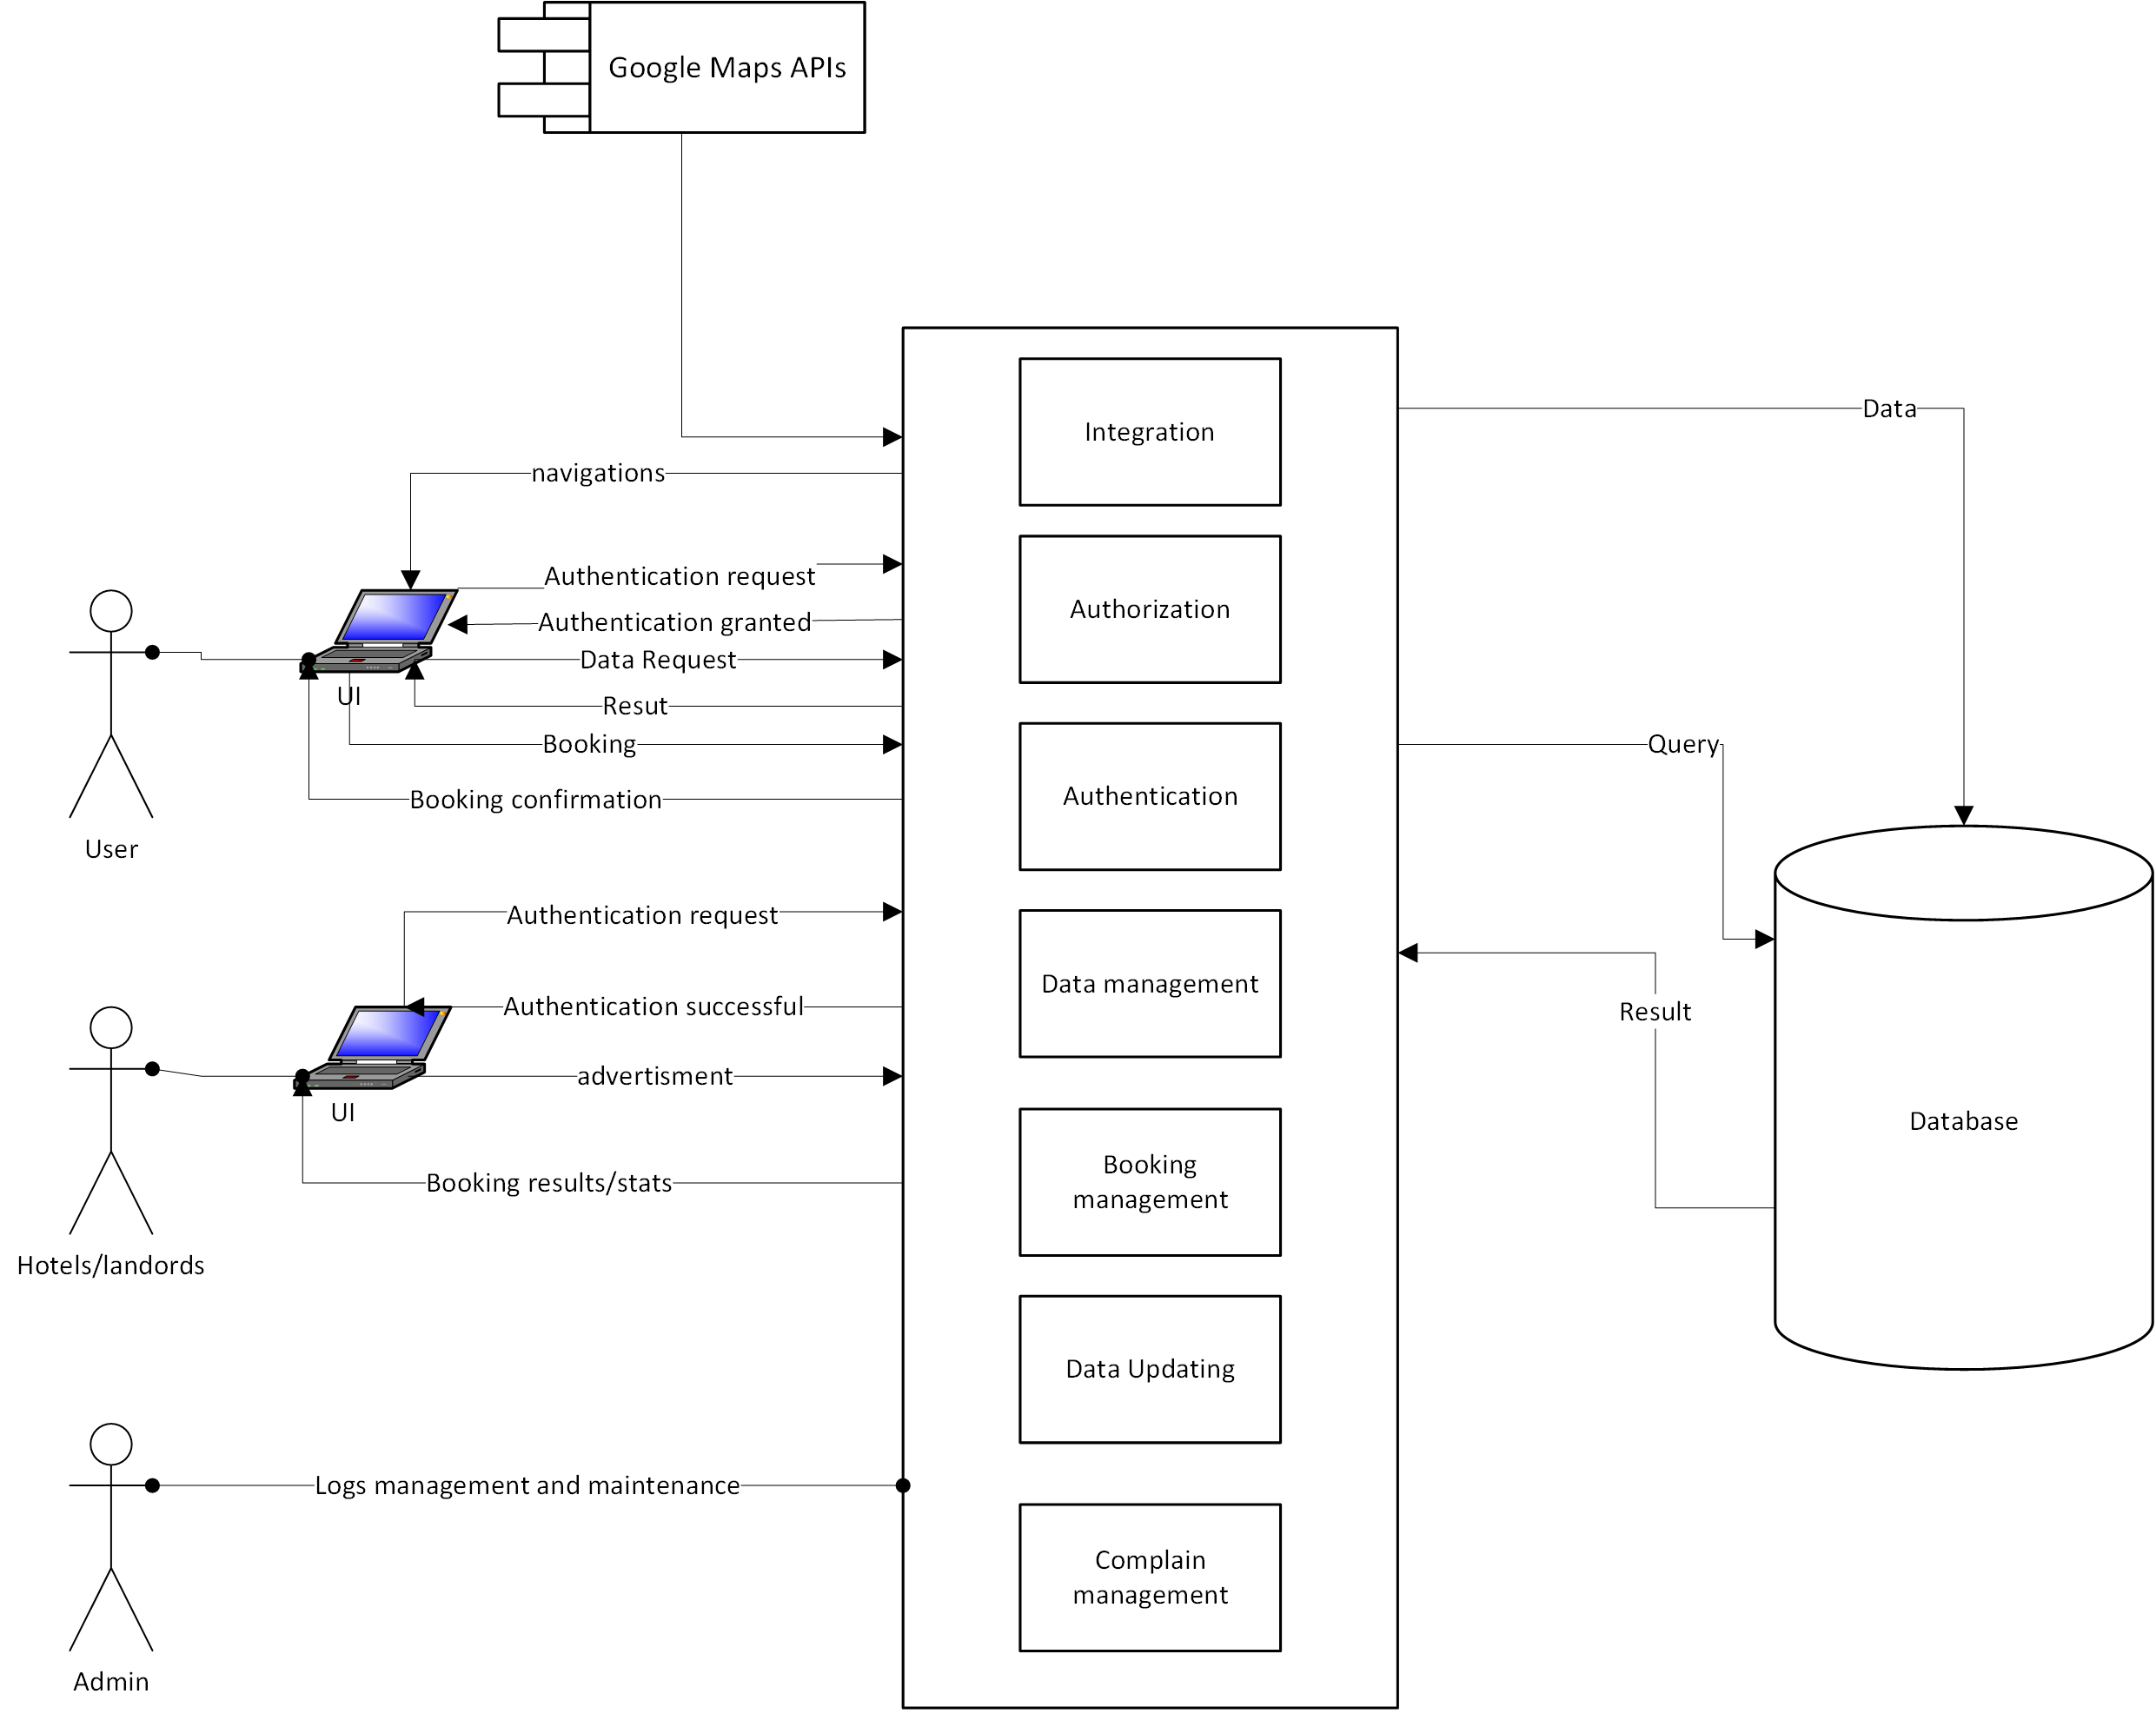 Google Maps APIs
navigations
Authentication request
Authentication granted
Data Request
UI
Resut
Booking
Booking confirmation
User
Authentication request
Authentication successful
advertisment
UI
Booking results/stats
Hotels/landords
Logs management and maintenance
Admin
Integration
Authorization
Authentication
Data management
Booking
management
Data Updating
Complain
management
Data
Query
Result
Database